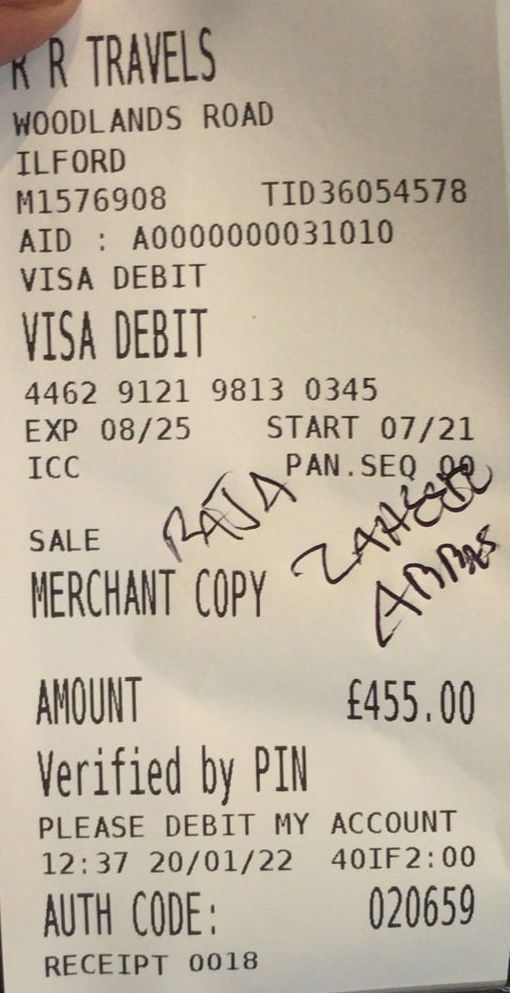 R R TRAVELS
WOODLANDS ROAD
ILFORD
M1576908 TID36054578
AID : A0000000031010
VISA DEBIT
VISA DEBIT
4462 9121 9813 0345
EXP 08/25 START 07/21
ICC PAN.SEQ 00
RAJA
ZAHEER
ABBAS
SALE
MERCHANT COPY
AMOUNT £455.00
Verified by PIN
PLEASE DEBIT MY ACCOUNT
12:37 20/01/22 40IF2:00
AUTH CODE: 020659
RECEIPT 0018